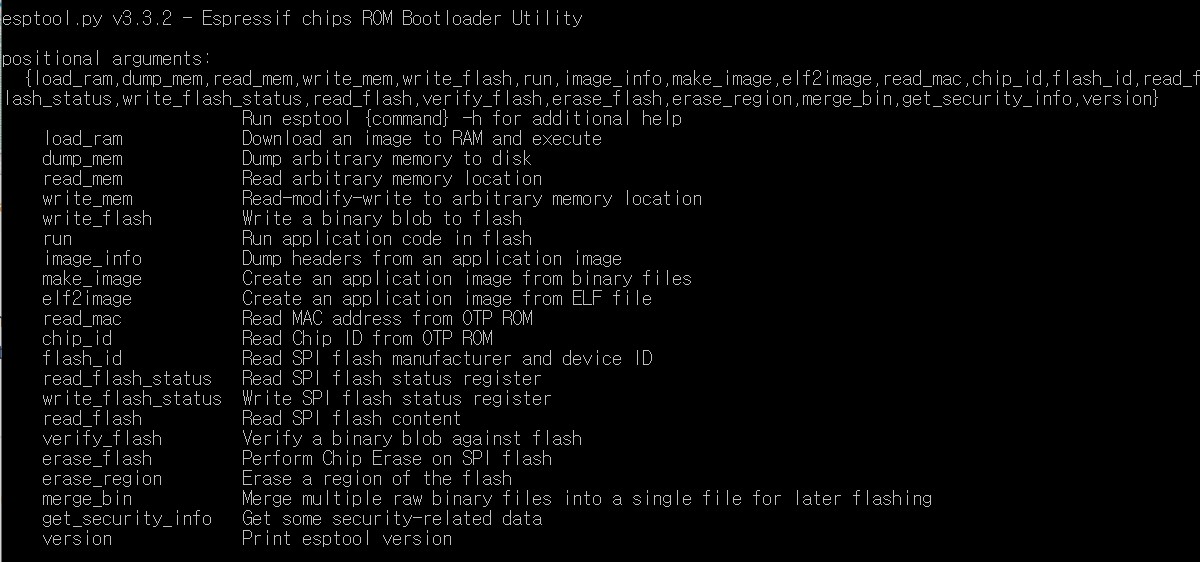 esptool.py v3.3.2 - Espressif chips ROM Bootloader Utility
positional arguments:
{load_ram,dump_mem,read_mem,write_mem,write_flash,run,image_info,make_image,elf2image,read_mac,chip_id,flash_id,read_f
lash_status,write_flash_status,read_flash,verify_flash,erase_flash,erase_region,merge_bin,get_security_info,version}
Run esptool {command} -h for additional help
load_ram Download an image to RAM and execute
dump_mem Dump arbitrary memory to disk
read_mem Read arbitrary memory location
write_mem Read-modify-write to arbitrary memory location
write_flash Write a binary blob to flash
run Run application code in flash
image_info Dump headers from an application image
make_image Create an application image from binary files
elf2image Create an application image from ELF file
read_mac Read MAC address from OTP ROM
chip_id Read Chip ID from OTP ROM
flash_id Read SPI flash manufacturer and device ID
read_flash_status Read SPI flash status register
write_flash_status Write SPI flash status register
read_flash Read SPI flash content
verify_flash Verify a binary blob against flash
erase_flash Perform Chip Erase on SPI flash
erase_region Erase a region of the flash
merge_bin Merge multiple raw binary files into a single file for later flashing
get_security_info Get some security-related data
version Print esptool version